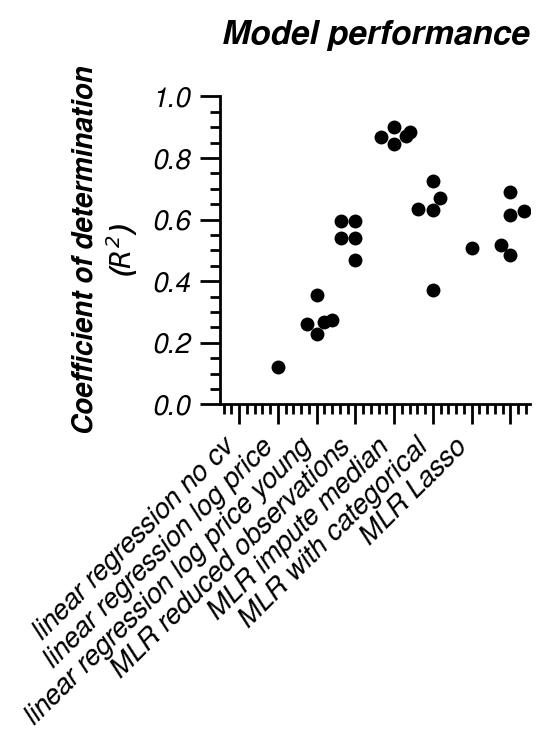 Model performance
Coefficient of determination
(R²)
1.0
0.8
0.6
0.4
0.2
0.0
linear regression no cv
linear regression log price
linear regression log price young
MLR reduced observations
MLR impute median
MLR with categorical
MLR Lasso